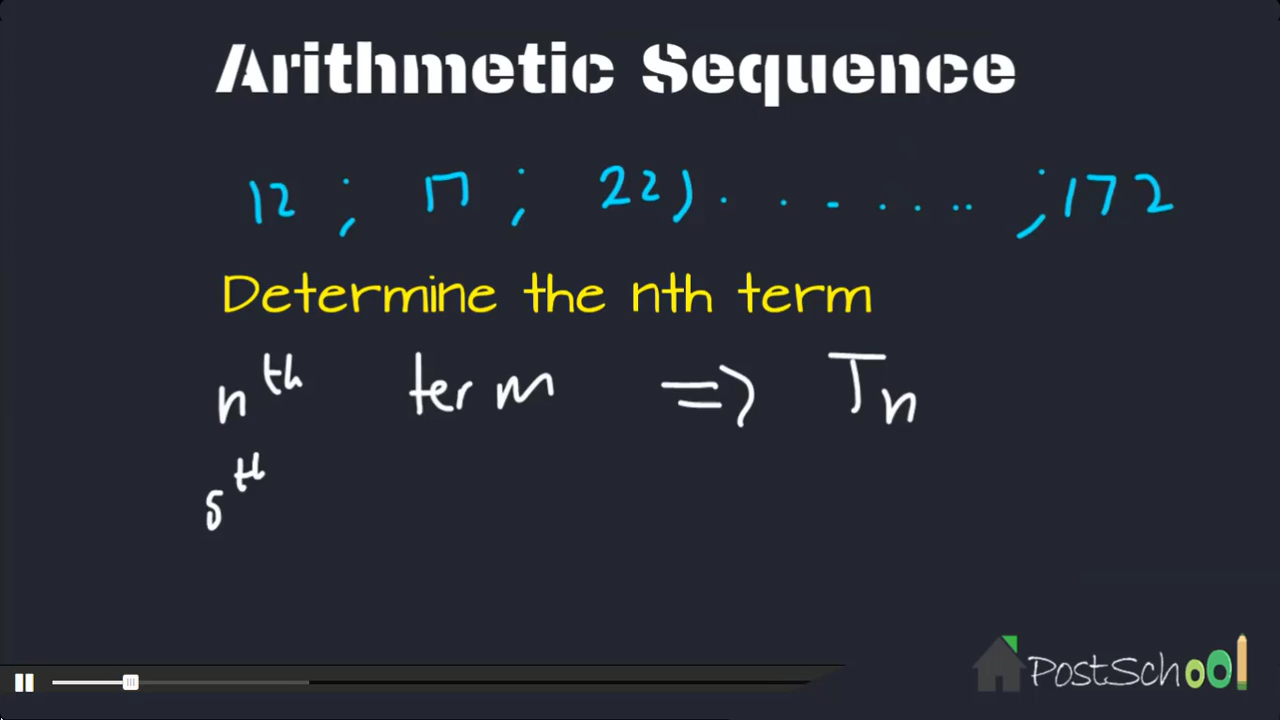 Arithmetic Sequence
12 ; 17 ; 22 ; . . . . . . . . ; 172
Determine the nth term
nth term => Tn
5th
PostSchool